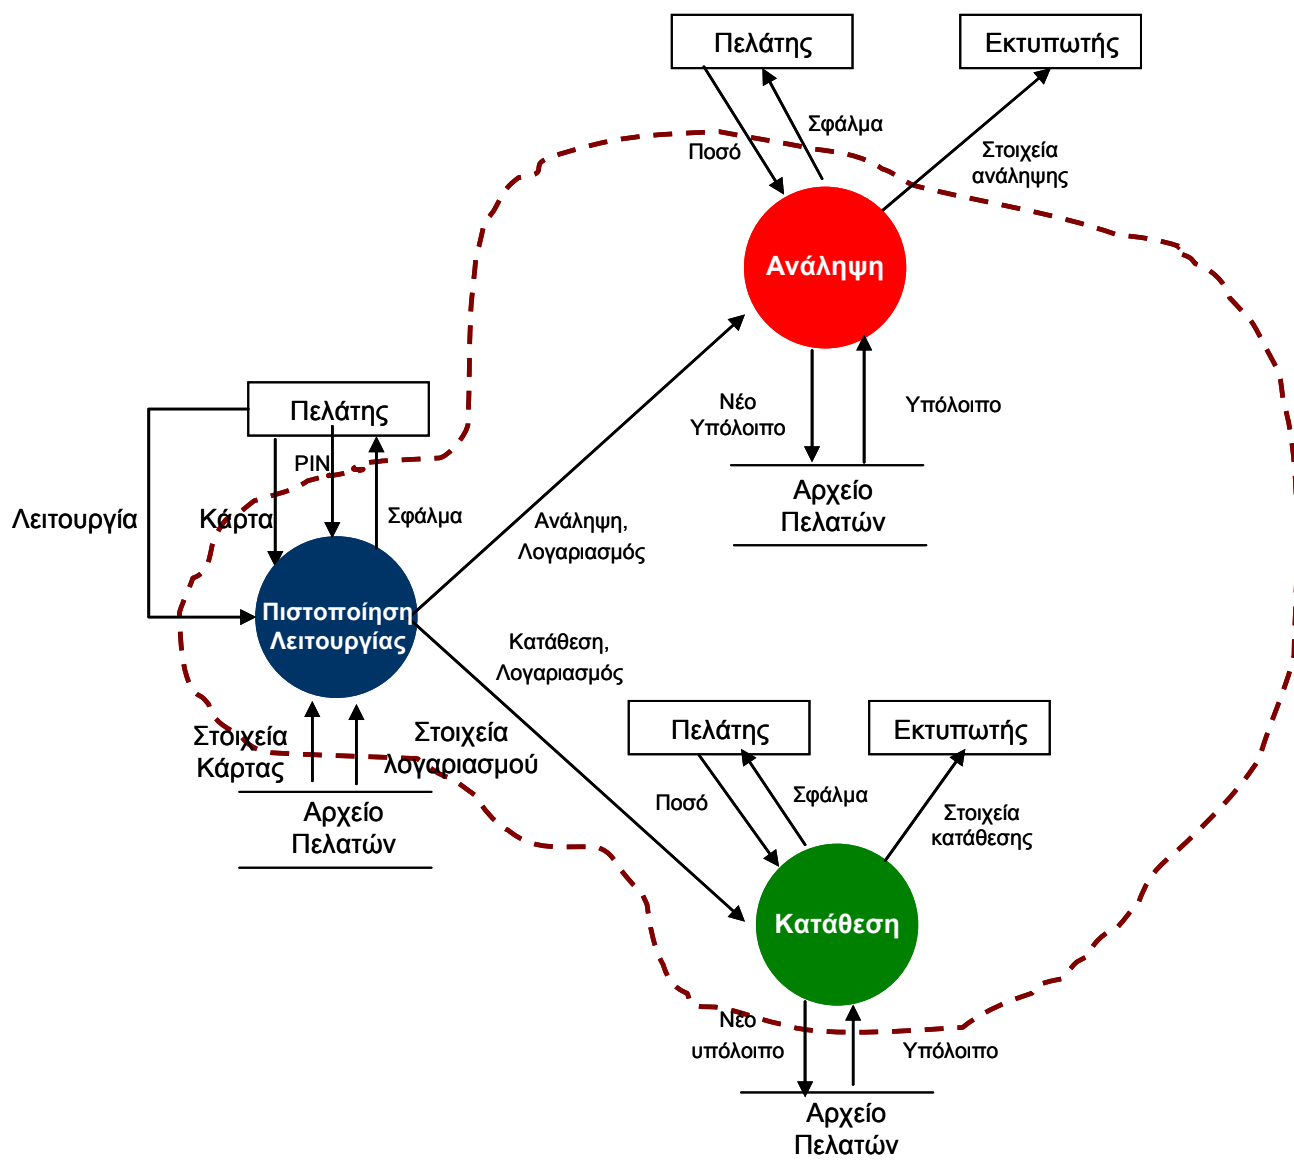 Πελάτης
Εκτυπωτής
Σφάλμα
Ποσό
Στοιχεία
ανάληψης
Ανάληψη
Νέο
Υπόλοιπο
Υπόλοιπο
Αρχείο
Πελατών
Πελάτης
PIN
Λειτουργία
Κάρτα
Σφάλμα
Ανάληψη,
Λογαριασμός
Πιστοποίηση
Λειτουργίας
Κατάθεση,
Λογαριασμός
Στοιχεία
Κάρτας
Στοιχεία
λογαριασμού
Αρχείο
Πελατών
Πελάτης
Εκτυπωτής
Ποσό
Σφάλμα
Στοιχεία
κατάθεσης
Κατάθεση
Νέο
υπόλοιπο
Υπόλοιπο
Αρχείο
Πελατών